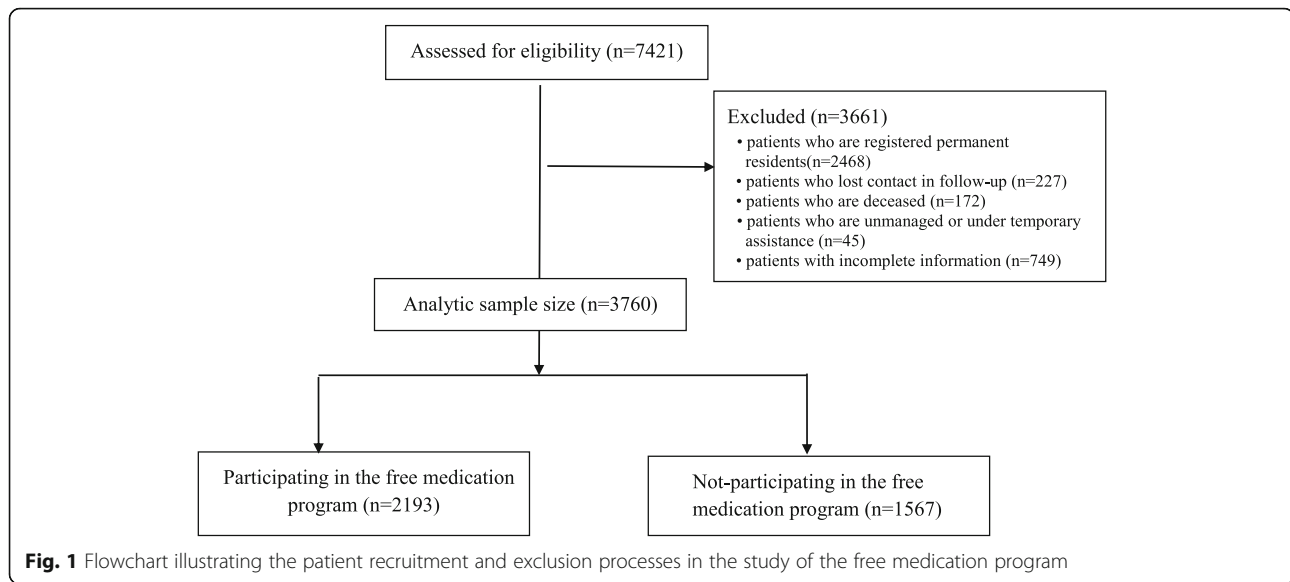 Assessed for eligibility (n=7421)
Excluded (n=3661)
• patients who are registered permanent
residents(n=2468)
• patients who lost contact in follow-up (n=227)
• patients who are deceased (n=172)
• patients who are unmanaged or under temporary
assistance (n=45)
• patients with incomplete information (n=749)
Analytic sample size (n=3760)
Participating in the free medication
program (n=2193)
Not-participating in the free
medication program (n=1567)
Fig. 1 Flowchart illustrating the patient recruitment and exclusion processes in the study of the free medication program